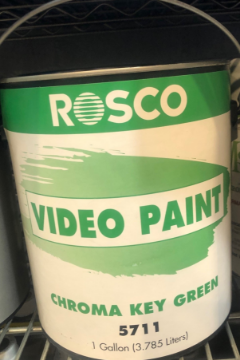 ROSCO
VIDEO PAINT
CHROMA KEY GREEN
5711
1 Gallon (3.785 Liters)